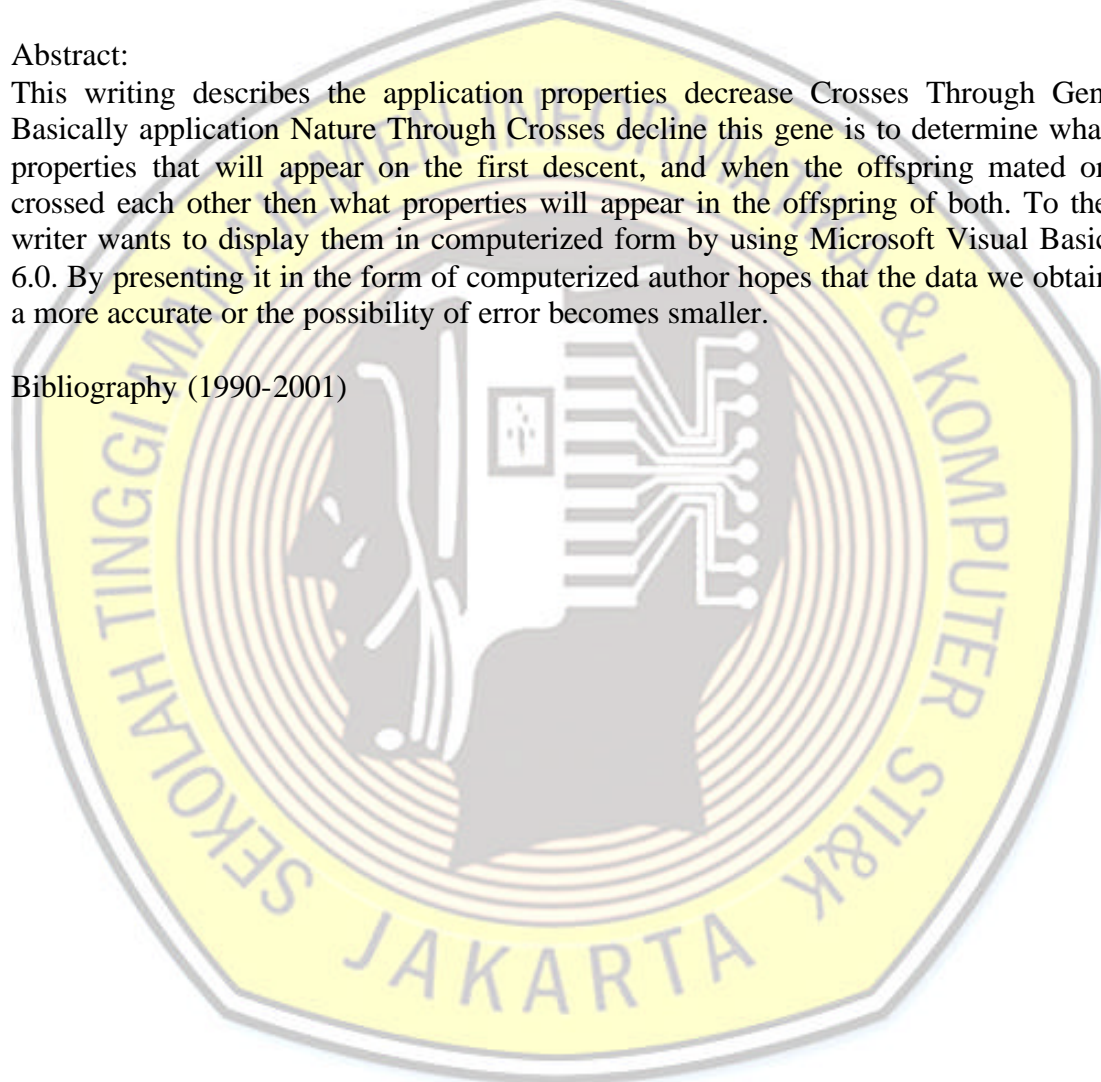 Abstract:
This writing describes the application properties decrease Crosses Through Gen
Basically application Nature Through Crosses decline this gene is to determine wha
properties that will appear on the first descent, and when the offspring mated or
crossed each other then what properties will appear in the offspring of both. To the
writer wants to display them in computerized form by using Microsoft Visual Basic
6.0. By presenting it in the form of computerized author hopes that the data we obtain
a more accurate or the possibility of error becomes smaller.
Bibliography (1990-2001)
SEKOLAH TINGGI MANAJEMEN INFORMATIKA & KOMPUTER STI&K
JAKARTA